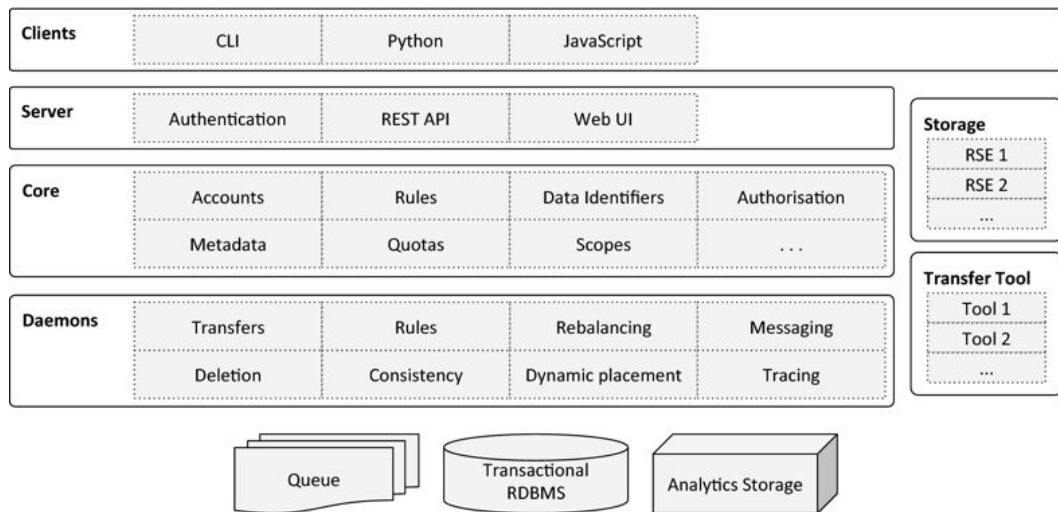 Clients
CLI Python JavaScript
Server
Authentication REST API Web UI
Storage
RSE 1
RSE 2
...
Core
Accounts Rules Data Identifiers Authorisation
Metadata Quotas Scopes . . .
Transfer Tool
Tool 1
Tool 2
...
Daemons
Transfers Rules Rebalancing Messaging
Deletion Consistency Dynamic placement Tracing
Queue
Transactional
RDBMS
Analytics Storage